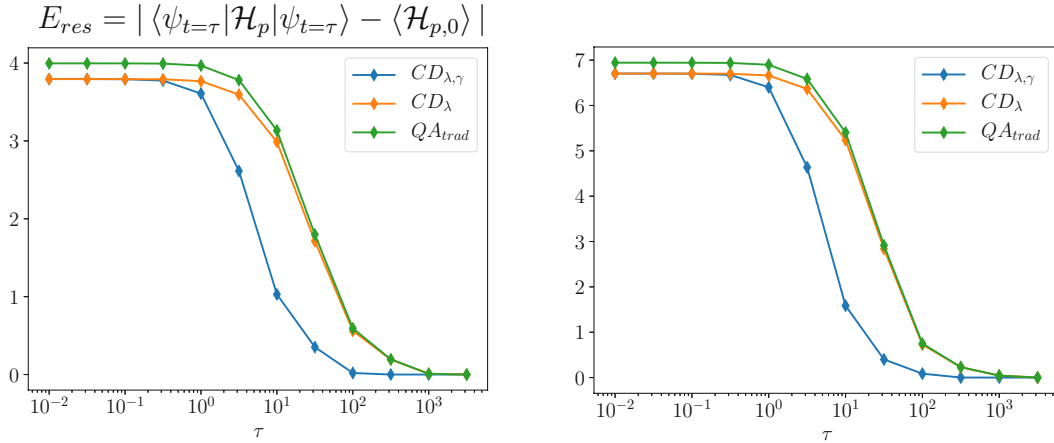 E_{res} = | ⟨ψ_{t=τ}|ℋ_p|ψ_{t=τ}⟩ − ⟨ℋ_{p,0}⟩ |
4
3
2
1
0
10^{−2}
10^{−1}
10^{0}
10^{1}
10^{2}
10^{3}
τ
CD_{λ,γ}
CD_λ
QA_{trad}
7
6
5
4
3
2
1
0
10^{−2}
10^{−1}
10^{0}
10^{1}
10^{2}
10^{3}
τ
CD_{λ,γ}
CD_λ
QA_{trad}